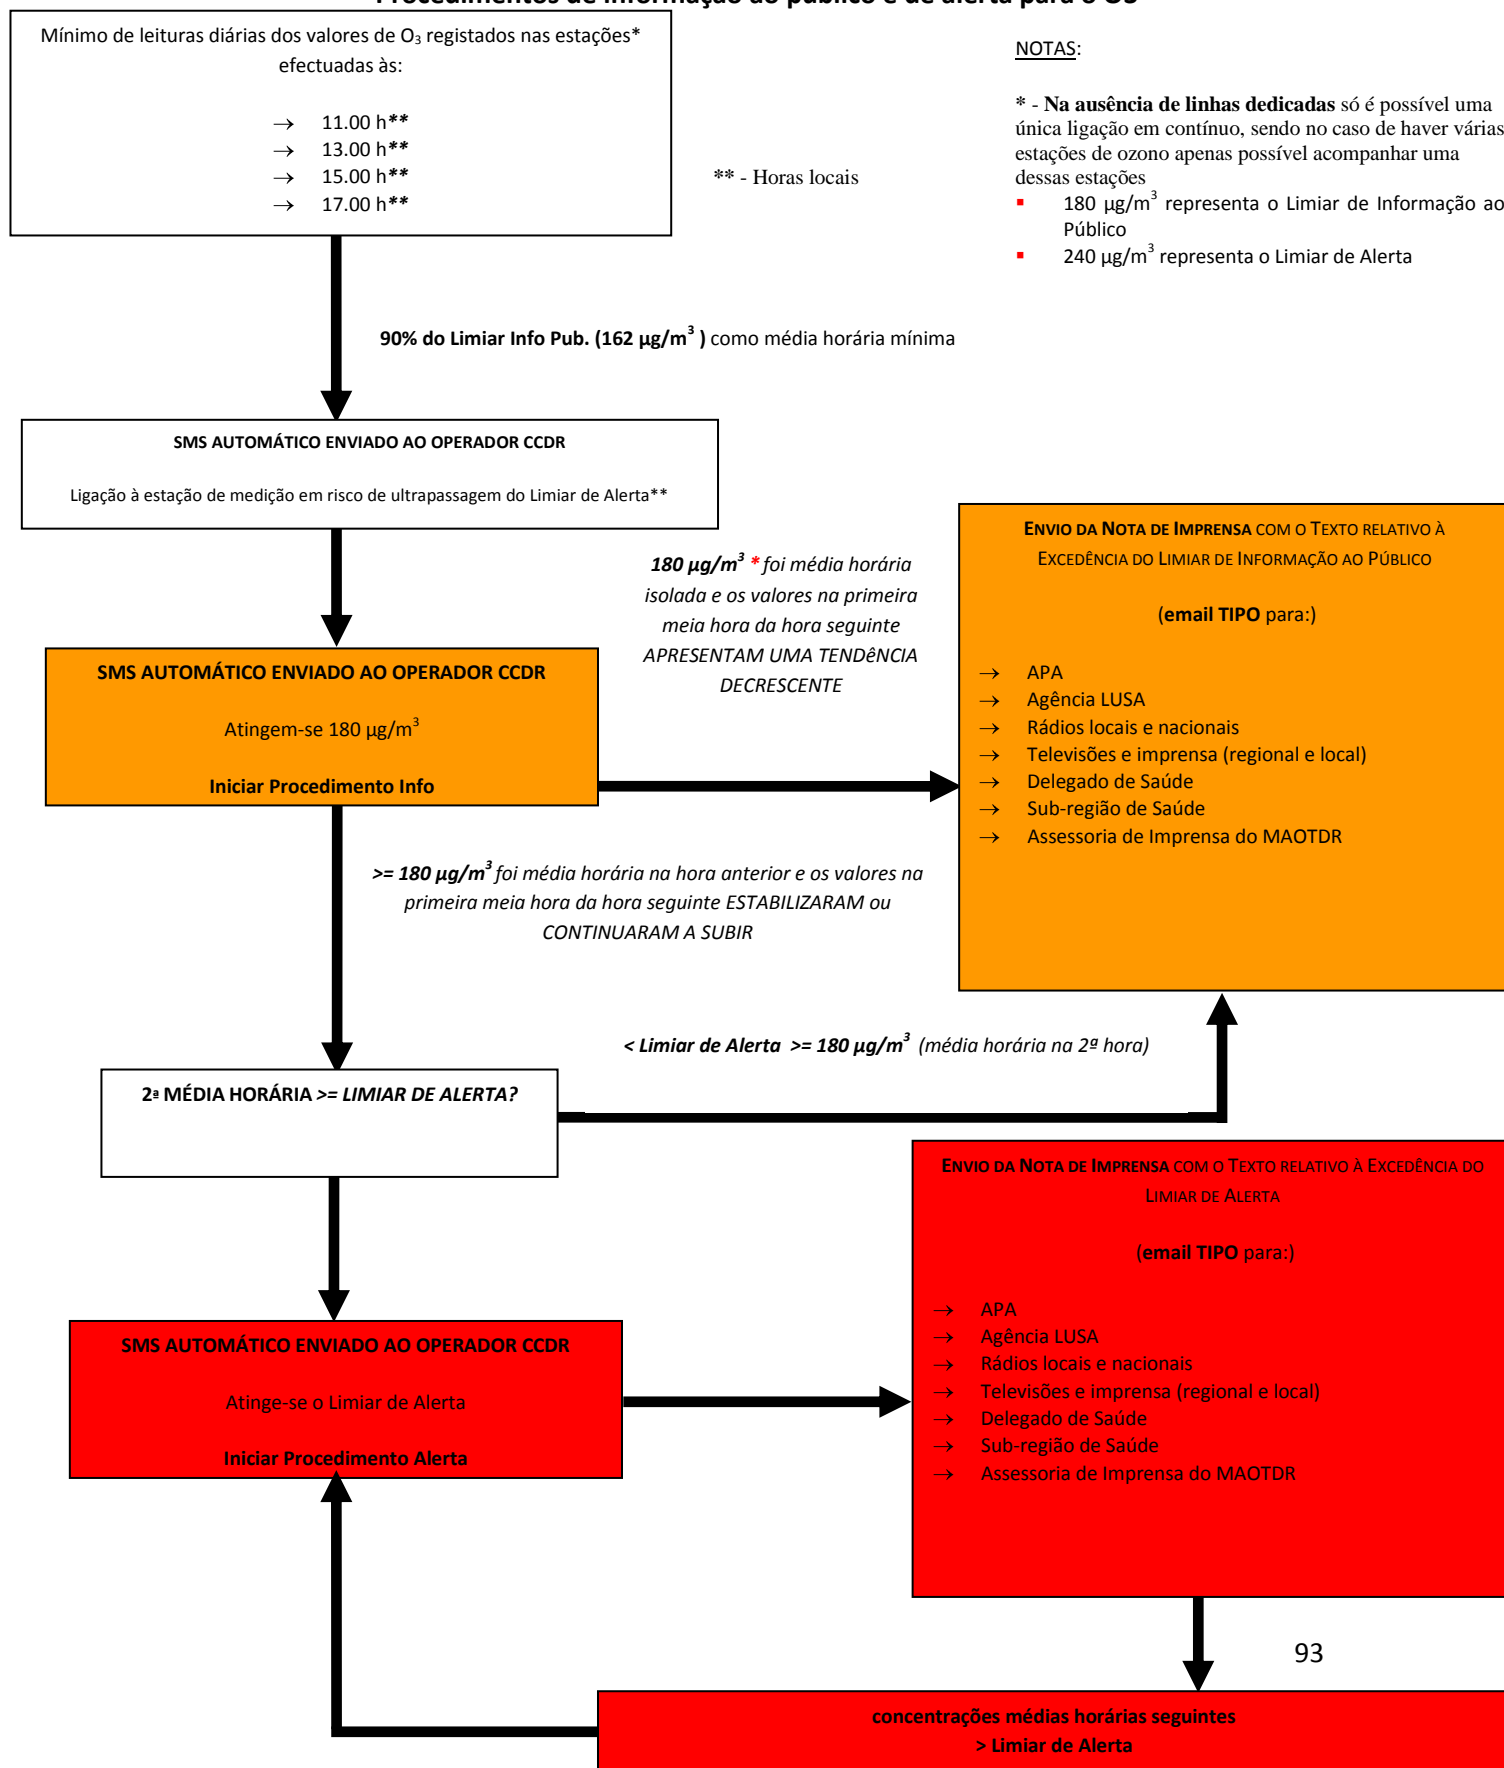 Procedimentos de informação ao público e de alerta para o O3
Mínimo de leituras diárias dos valores de O₃ registados nas estações*
efectuadas às:
→ 11.00 h**
→ 13.00 h**
→ 15.00 h**
→ 17.00 h**
** - Horas locais
NOTAS:
* - Na ausência de linhas dedicadas só é possível uma
única ligação em contínuo, sendo no caso de haver várias
estações de ozono apenas possível acompanhar uma
dessas estações
▪ 180 µg/m³ representa o Limiar de Informação ao
Público
▪ 240 µg/m³ representa o Limiar de Alerta
90% do Limiar Info Pub. (162 µg/m³ ) como média horária mínima
SMS AUTOMÁTICO ENVIADO AO OPERADOR CCDR
Ligação à estação de medição em risco de ultrapassagem do Limiar de Alerta**
180 µg/m³ * foi média horária
isolada e os valores na primeira
meia hora da hora seguinte
APRESENTAM UMA TENDêNCIA
DECRESCENTE
SMS AUTOMÁTICO ENVIADO AO OPERADOR CCDR
Atingem-se 180 µg/m³
Iniciar Procedimento Info
ENVIO DA NOTA DE IMPRENSA COM O TEXTO RELATIVO À
EXCEDÊNCIA DO LIMIAR DE INFORMAÇÃO AO PÚBLICO
(email TIPO para:)
→ APA
→ Agência LUSA
→ Rádios locais e nacionais
→ Televisões e imprensa (regional e local)
→ Delegado de Saúde
→ Sub-região de Saúde
→ Assessoria de Imprensa do MAOTDR
>= 180 µg/m³ foi média horária na hora anterior e os valores na
primeira meia hora da hora seguinte ESTABILIZARAM ou
CONTINUARAM A SUBIR
< Limiar de Alerta >= 180 µg/m³ (média horária na 2ª hora)
2ª MÉDIA HORÁRIA >= LIMIAR DE ALERTA?
ENVIO DA NOTA DE IMPRENSA COM O TEXTO RELATIVO À EXCEDÊNCIA DO
LIMIAR DE ALERTA
(email TIPO para:)
→ APA
→ Agência LUSA
→ Rádios locais e nacionais
→ Televisões e imprensa (regional e local)
→ Delegado de Saúde
→ Sub-região de Saúde
→ Assessoria de Imprensa do MAOTDR
SMS AUTOMÁTICO ENVIADO AO OPERADOR CCDR
Atinge-se o Limiar de Alerta
Iniciar Procedimento Alerta
93
concentrações médias horárias seguintes
> Limiar de Alerta